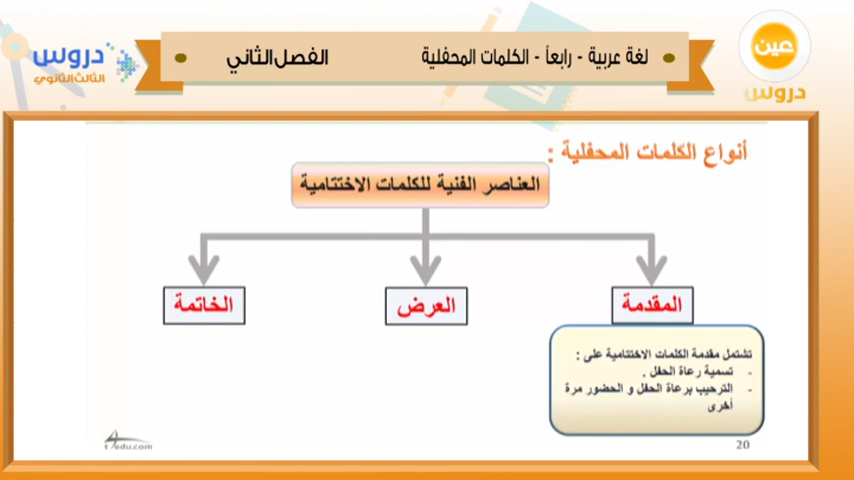 عين
دروس
لغة عربية - رابعاً - الكلمات المحفلية
الفصل الثاني
دروس
الثالث الثانوي
أنواع الكلمات المحفلية :
العناصر الفنية للكلمات الاختتامية
المقدمة
العرض
الخاتمة
تشتمل مقدمة الكلمات الاختتامية على :
- تسمية رعاة الحفل .
- الترحيب برعاة الحفل و الحضور مرة
أخرى
20
t4edu.com